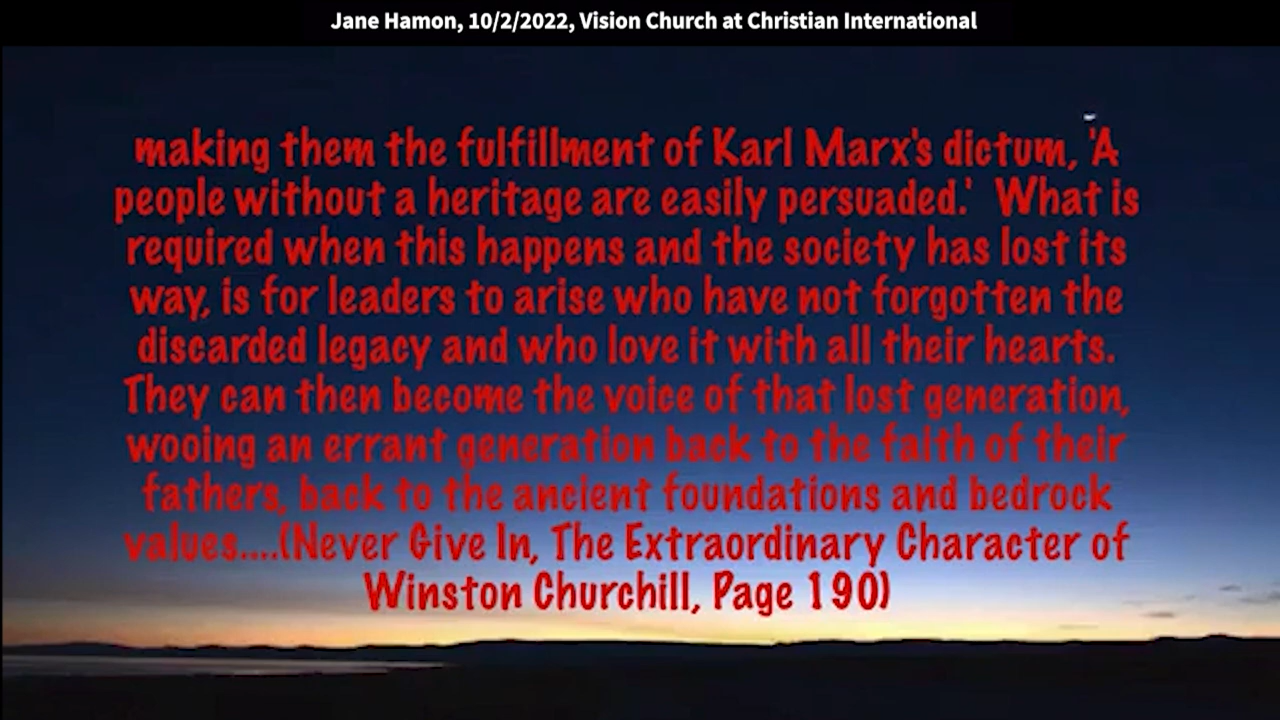 Jane Hamon, 10/2/2022, Vision Church at Christian International
making them the fulfillment of Karl Marx's dictum, 'A
people without a heritage are easily persuaded.' What is
required when this happens and the society has lost its
way, is for leaders to arise who have not forgotten the
discarded legacy and who love it with all their hearts.
They can then become the voice of that lost generation,
wooing an errant generation back to the faith of their
fathers, back to the ancient foundations and bedrock
values....(Never Give In, The Extraordinary Character of
Winston Churchill, Page 190)